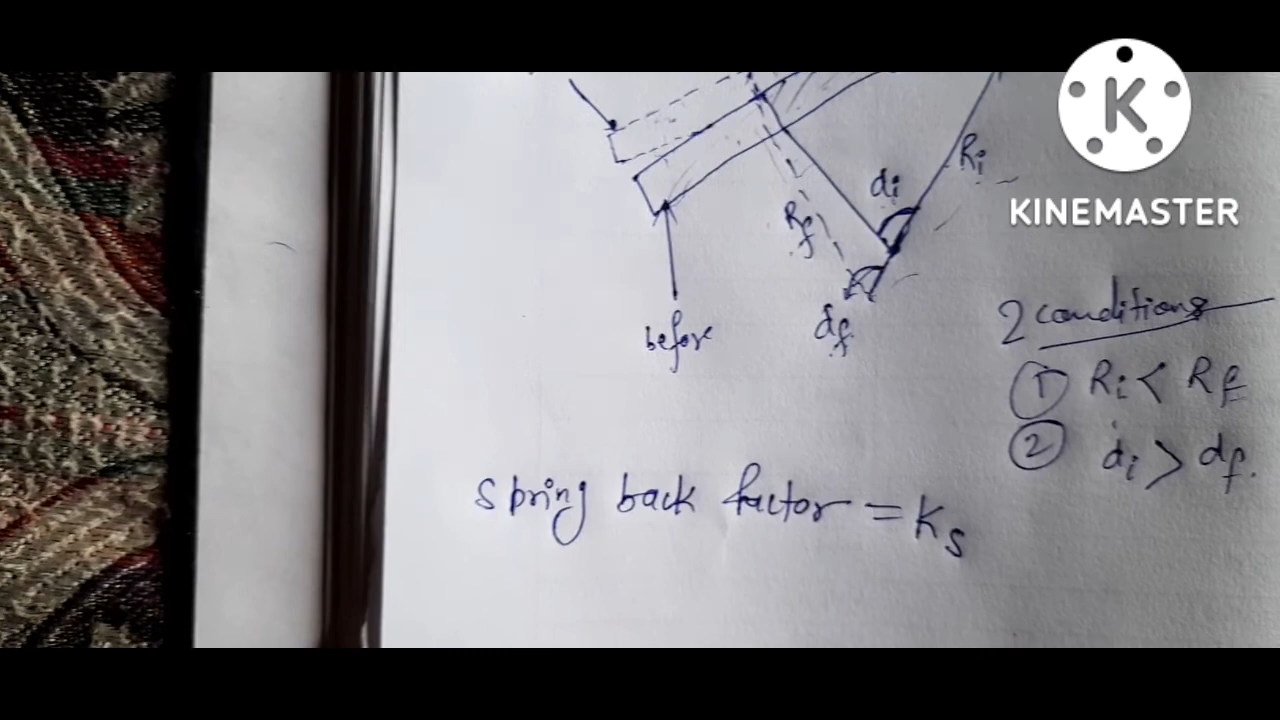 KINEMASTER
Ri
di
Rf
df
before
2 conditions
① Ri < Rf
② di > df.
spring back factor = Ks